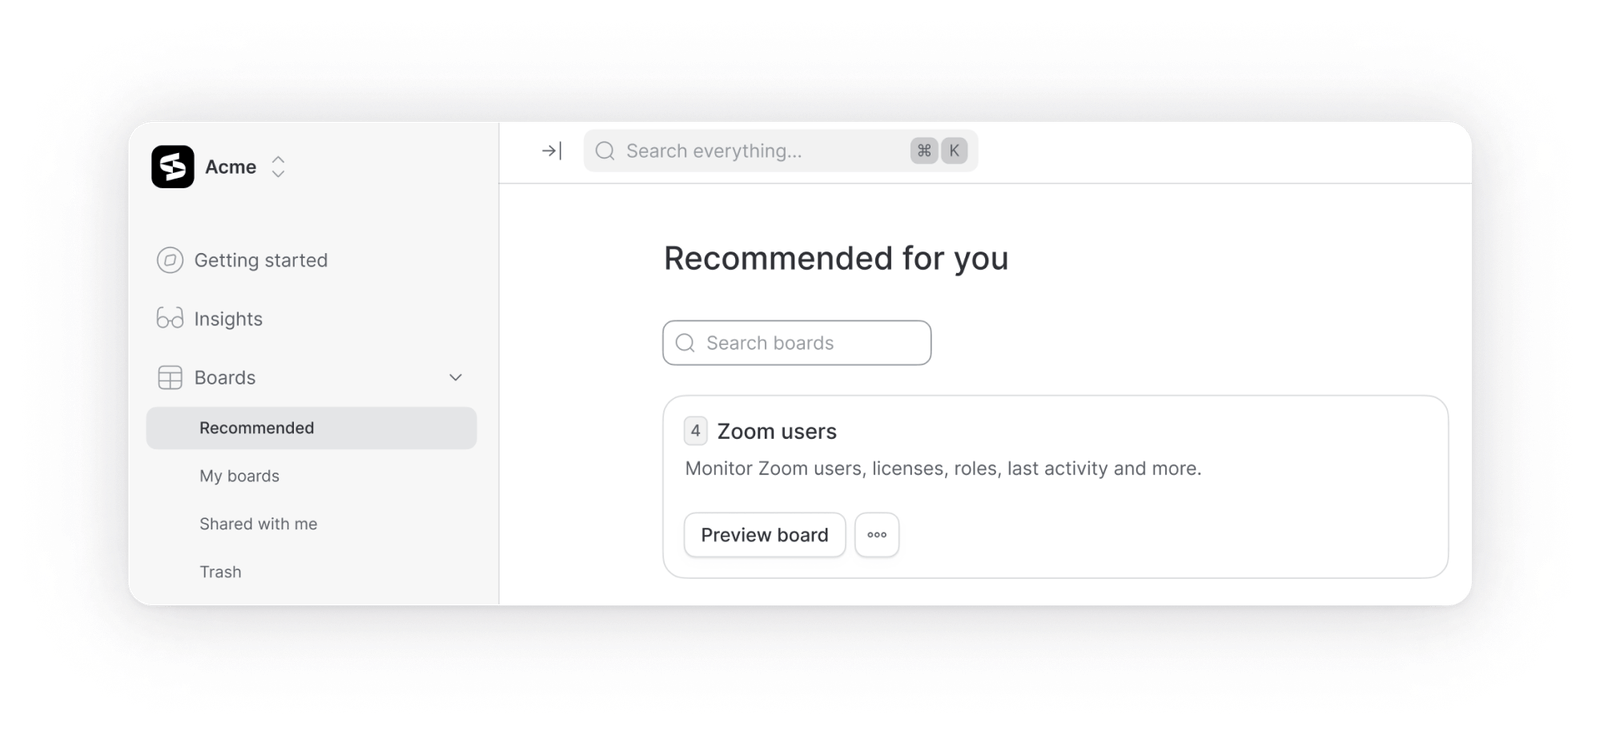 Acme
Getting started
Insights
Boards
Recommended
My boards
Shared with me
Trash
Search everything...
⌘ K
Recommended for you
Search boards
4 Zoom users
Monitor Zoom users, licenses, roles, last activity and more.
Preview board